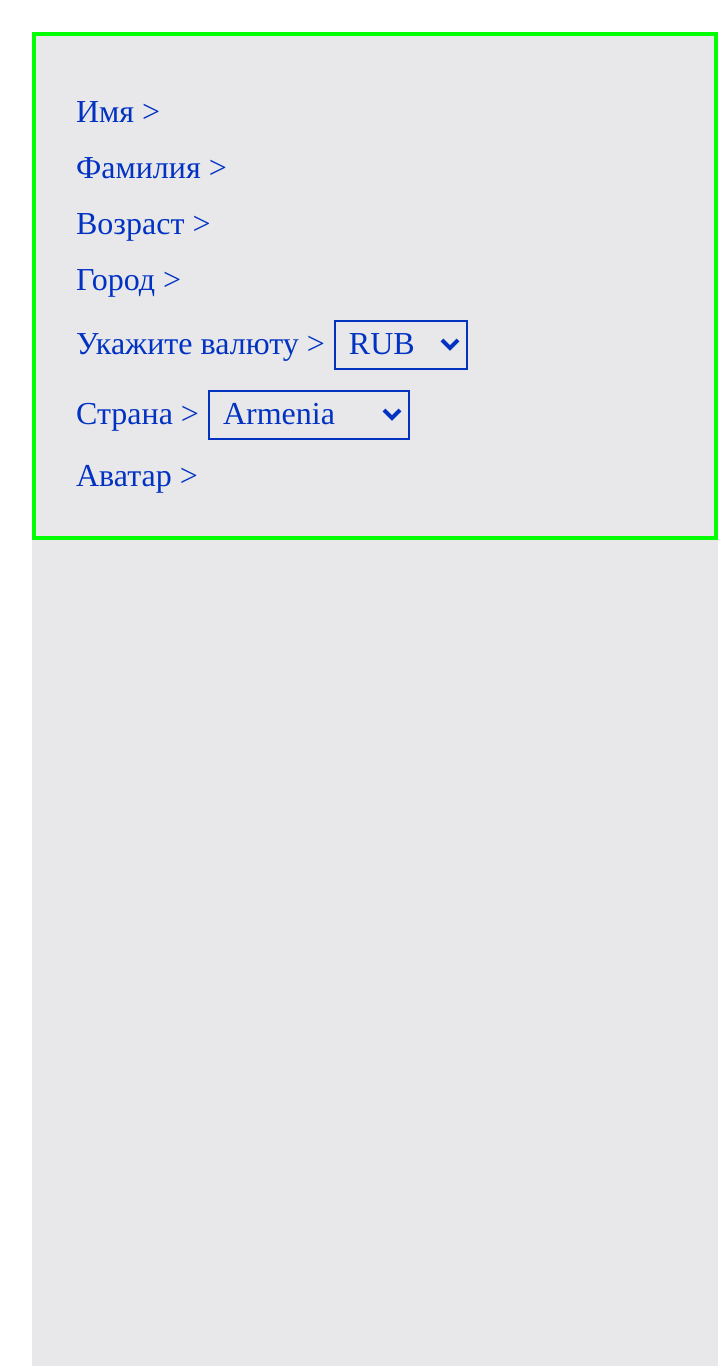 Имя >
Фамилия >
Возраст >
Город >
Укажите валюту > RUB
Страна > Armenia
Аватар >